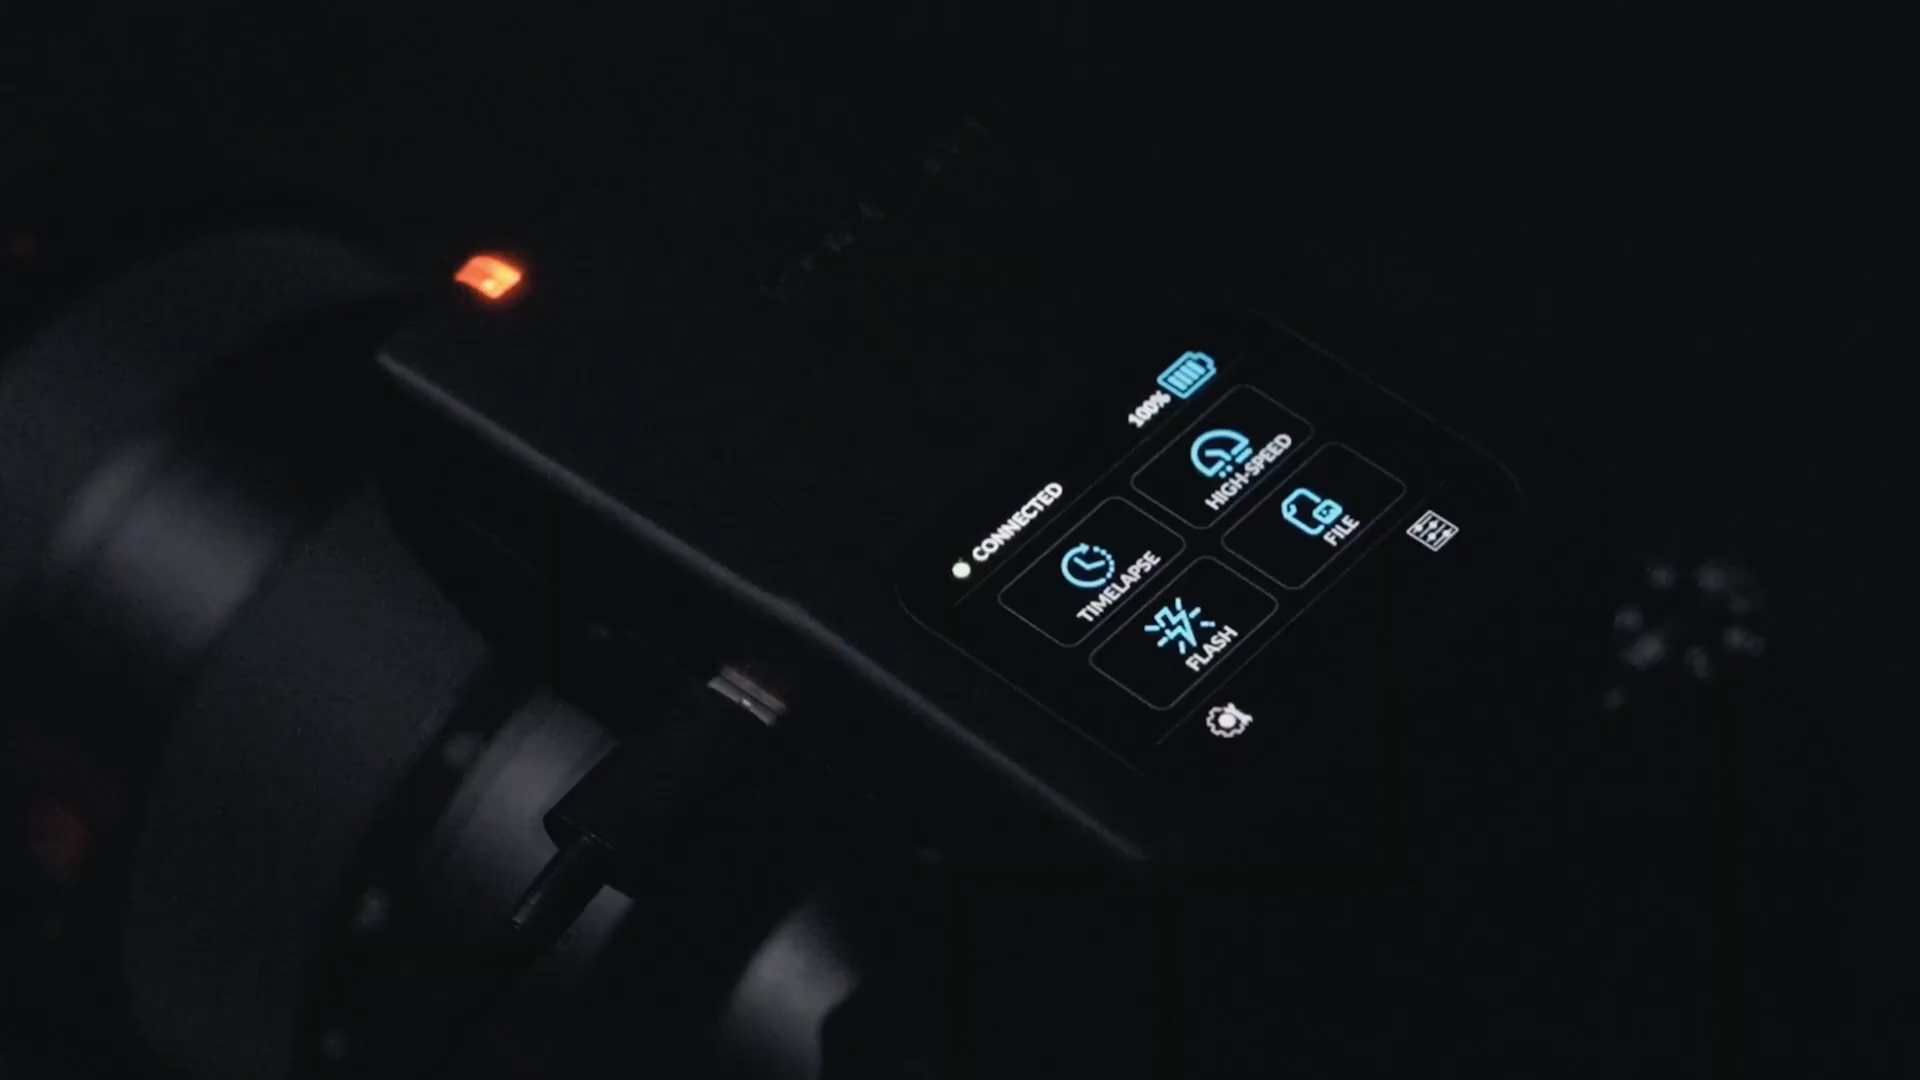 CONNECTED
100%
TIMELAPSE
HIGH-SPEED
FLASH
FILE